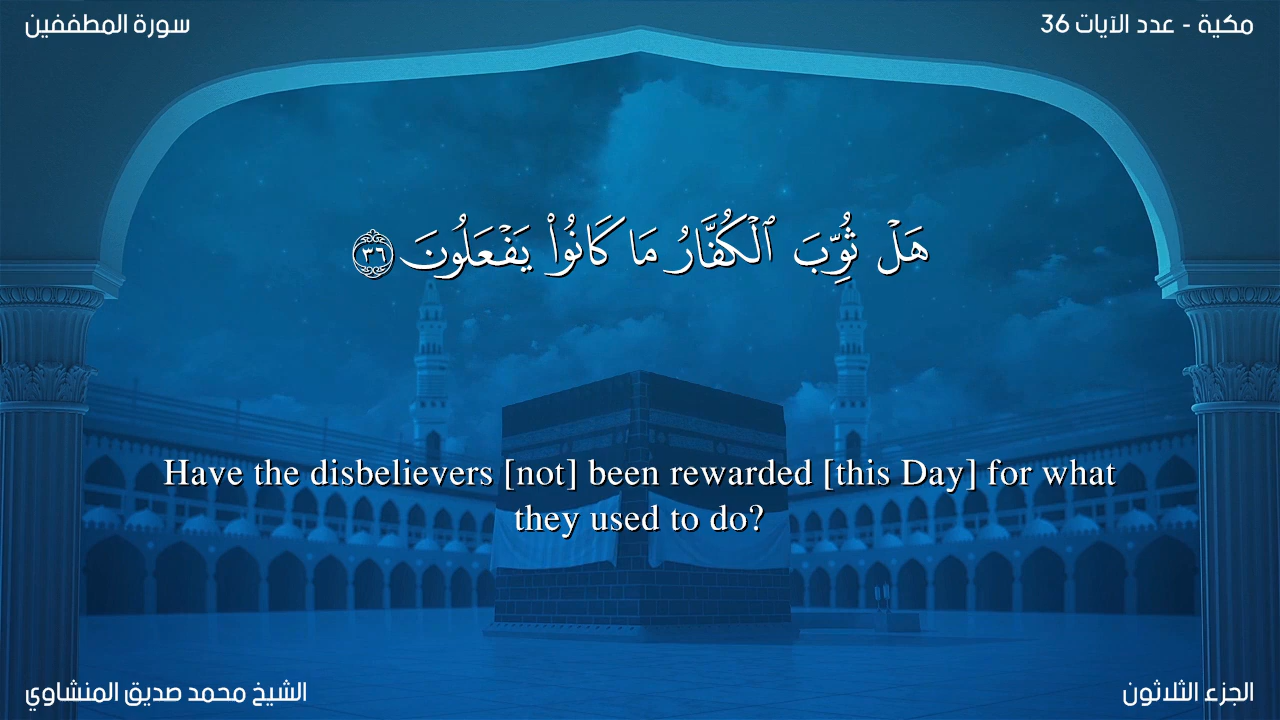 سورة المطففين
مكية - عدد الآيات 36
هَلۡ ثُوِّبَ ٱلۡكُفَّارُ مَا كَانُواْ يَفۡعَلُونَ ٣٦
Have the disbelievers [not] been rewarded [this Day] for what
they used to do?
الشيخ محمد صديق المنشاوي
الجزء الثلاثون